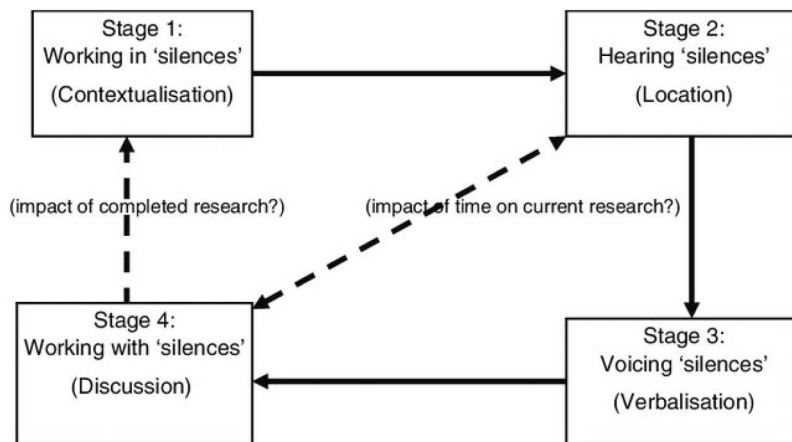 Stage 1:
Working in ‘silences’
(Contextualisation)
Stage 2:
Hearing ‘silences’
(Location)
(impact of completed research?)
(impact of time on current research?)
Stage 4:
Working with ‘silences’
(Discussion)
Stage 3:
Voicing ‘silences’
(Verbalisation)